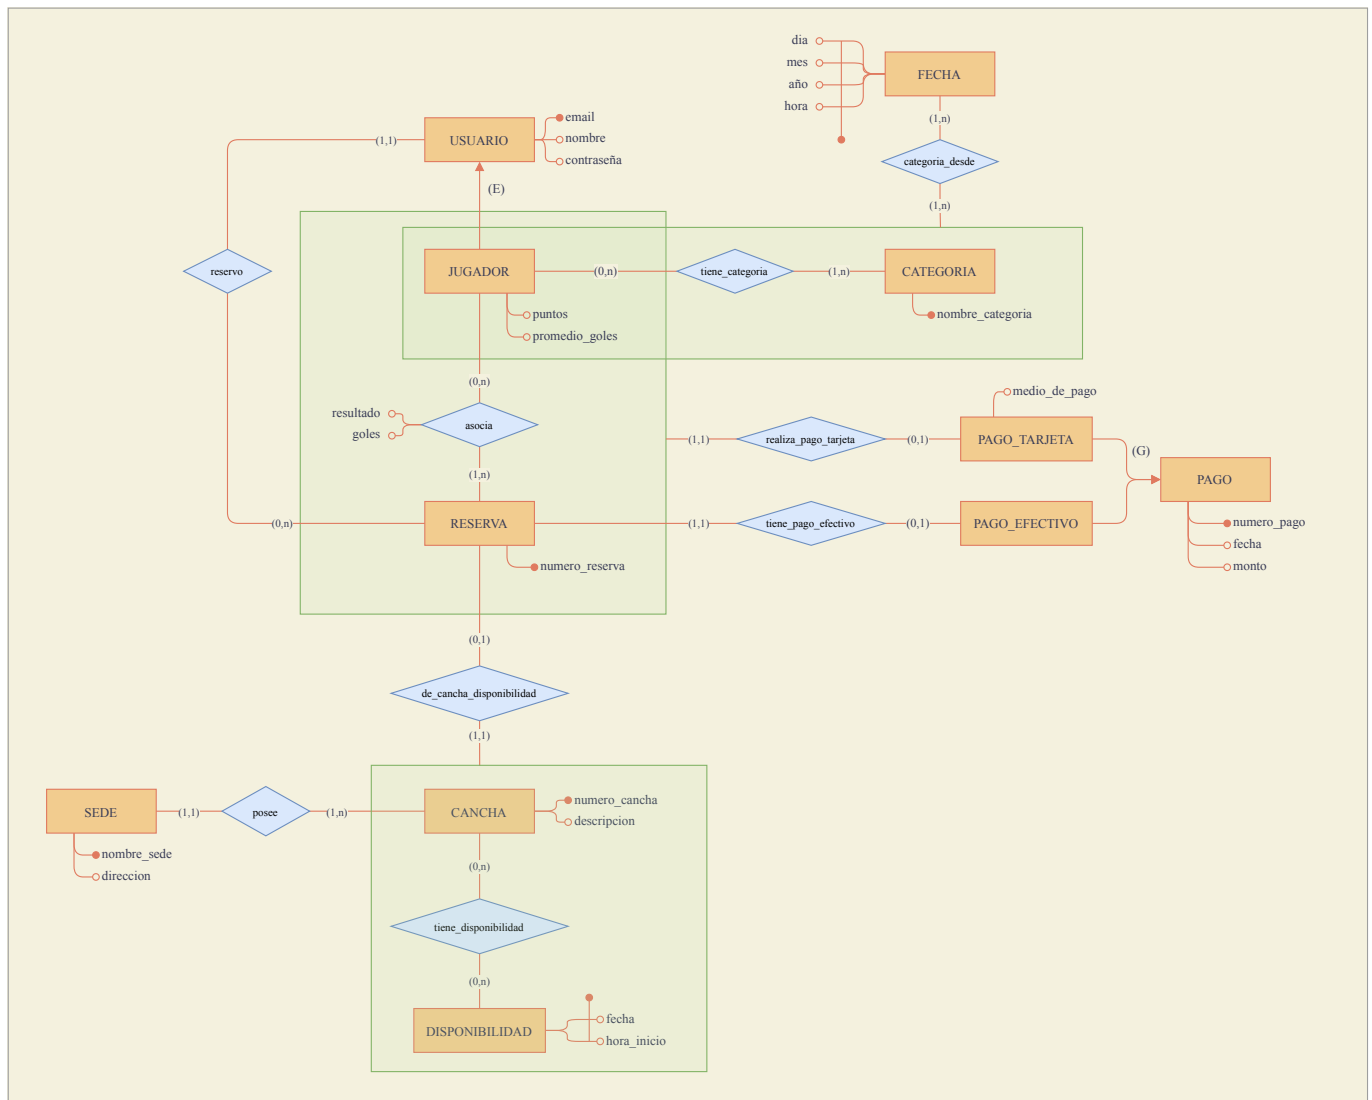 dia
mes
FECHA
año
hora
(1,n)
email
USUARIO
nombre
(1,1)
contraseña
categoria_desde
(E)
(1,n)
reservo
JUGADOR
(0,n)
tiene_categoria
(1,n)
CATEGORIA
puntos
nombre_categoria
promedio_goles
(0,n)
medio_de_pago
resultado
goles
asocia
(1,1)
realiza_pago_tarjeta
(0,1)
PAGO_TARJETA
(G)
PAGO
(1,n)
(0,n)
RESERVA
(1,1)
tiene_pago_efectivo
(0,1)
PAGO_EFECTIVO
numero_pago
fecha
monto
numero_reserva
(0,1)
de_cancha_disponibilidad
(1,1)
SEDE
(1,1)
posee
(1,n)
CANCHA
numero_cancha
descripcion
nombre_sede
direccion
(0,n)
tiene_disponibilidad
(0,n)
DISPONIBILIDAD
fecha
hora_inicio